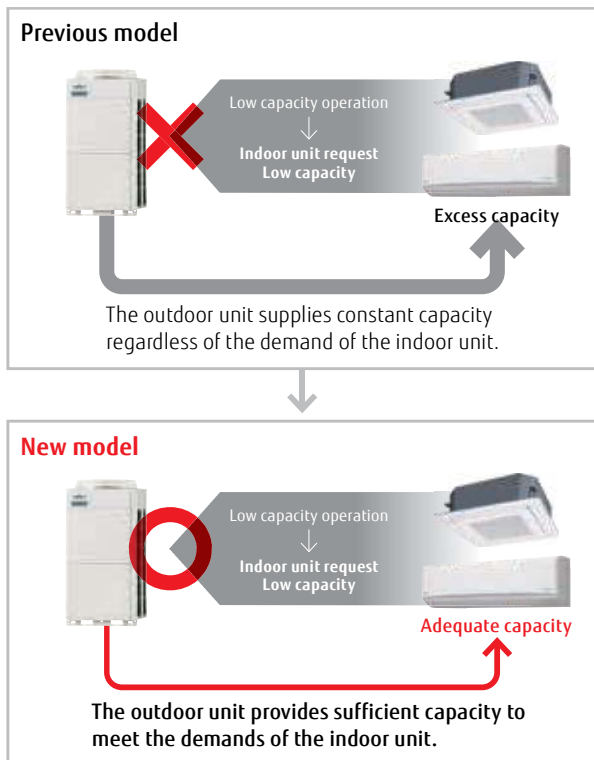 Previous model
Low capacity operation
Indoor unit request
Low capacity
Excess capacity
The outdoor unit supplies constant capacity
regardless of the demand of the indoor unit.
New model
Low capacity operation
Indoor unit request
Low capacity
Adequate capacity
The outdoor unit provides sufficient capacity to
meet the demands of the indoor unit.